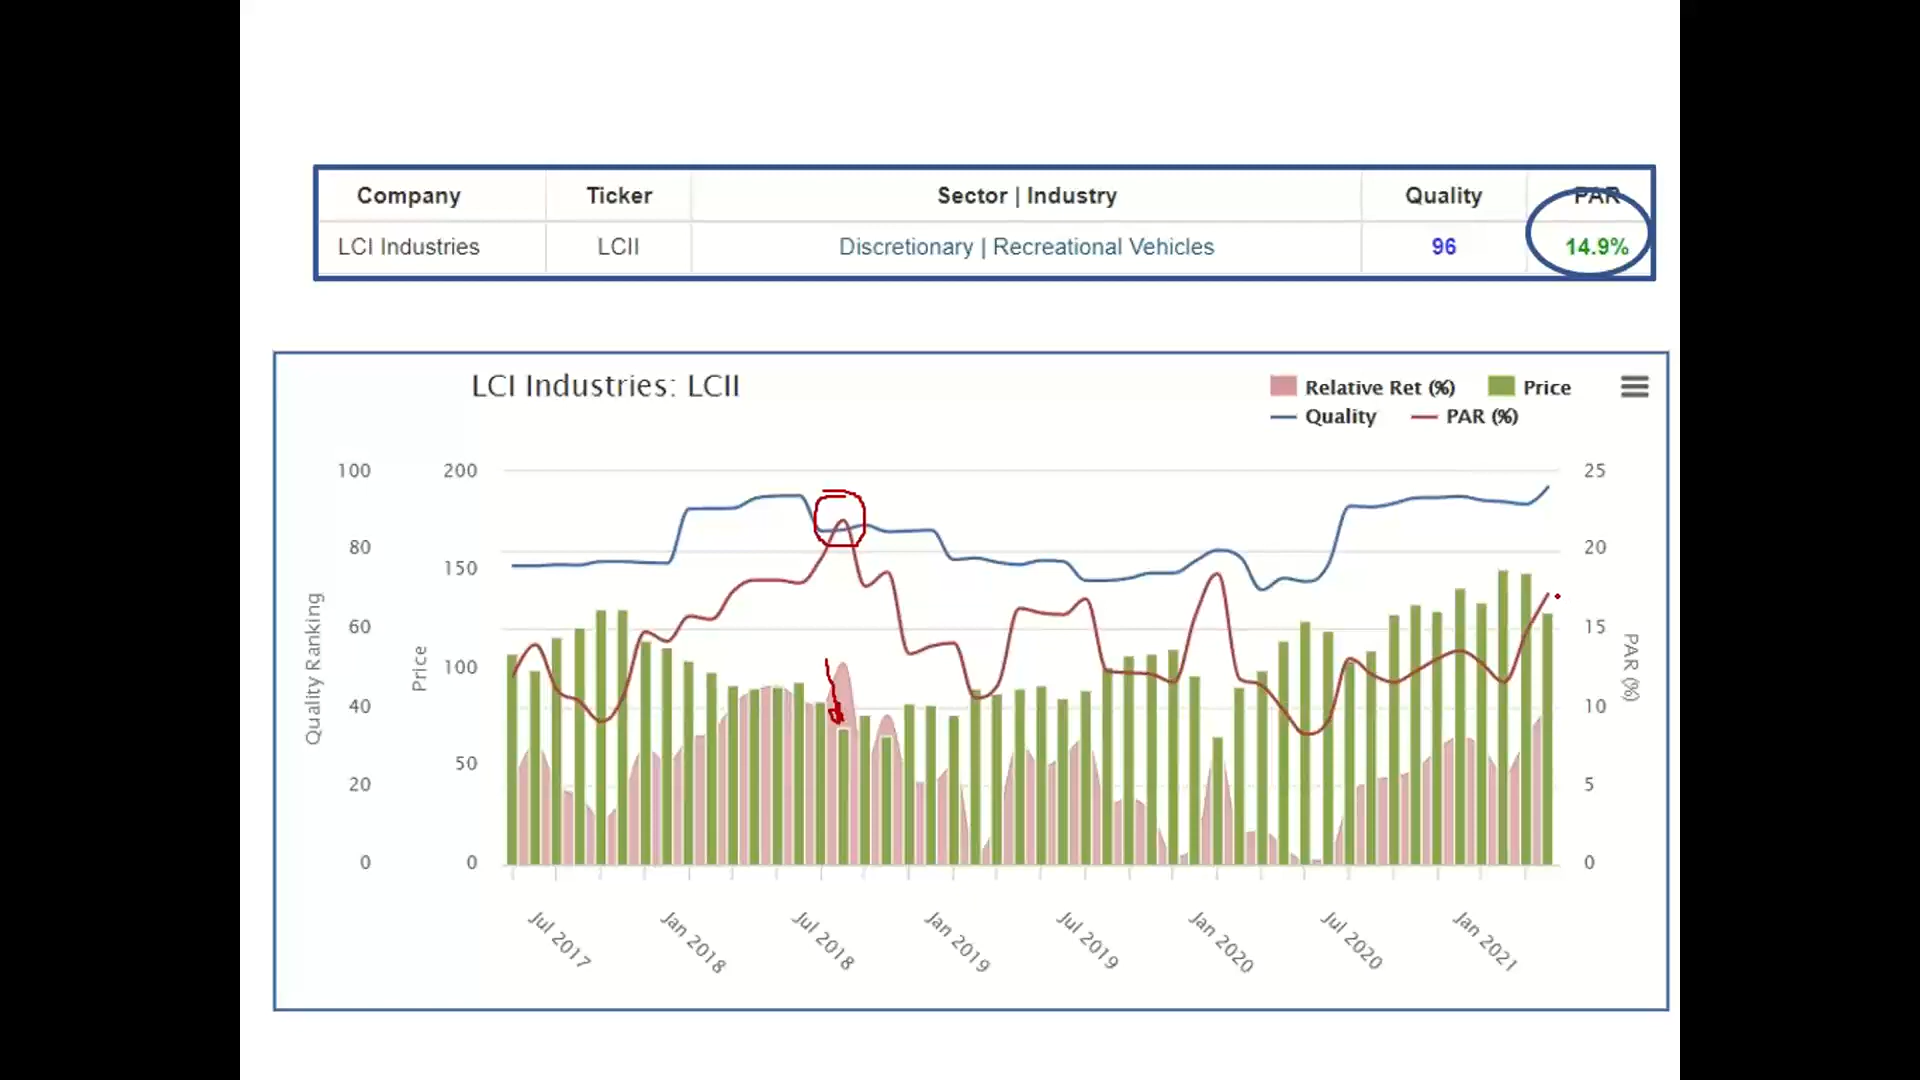 Company Ticker Sector | Industry Quality PAR
LCI Industries LCII Discretionary | Recreational Vehicles 96 14.9%
LCI Industries: LCII
Relative Ret (%) Price
Quality PAR (%)
100 200 25
80 20
150
60 15
100
40 10
50
20 5
0 0 0
Quality Ranking
Price
PAR (%)
Jul 2017 Jan 2018 Jul 2018 Jan 2019 Jul 2019 Jan 2020 Jul 2020 Jan 2021